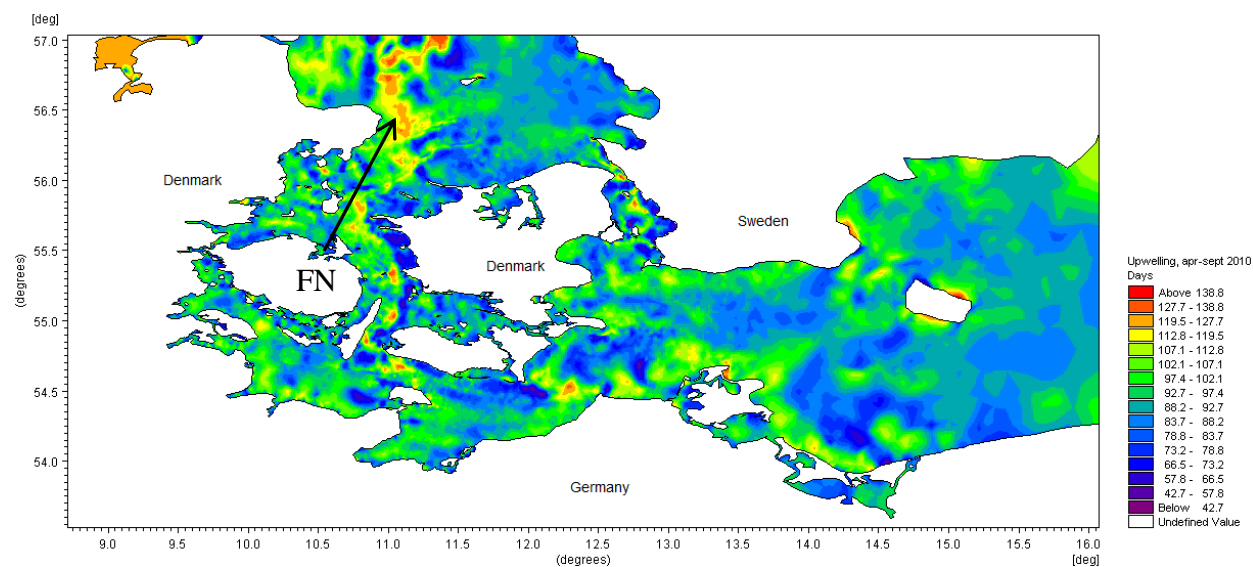 [deg]
57.0
56.5
56.0
55.5
55.0
54.5
54.0
(degrees)
Denmark
Sweden
Denmark
FN
Germany
9.0 9.5 10.0 10.5 11.0 11.5 12.0 12.5 13.0 13.5 14.0 14.5 15.0 15.5 16.0
(degrees) [deg]
Upwelling, apr-sept 2010
Days
Above 138.8
127.7 - 138.8
119.5 - 127.7
112.8 - 119.5
107.1 - 112.8
102.1 - 107.1
97.4 - 102.1
92.7 - 97.4
88.2 - 92.7
83.7 - 88.2
78.8 - 83.7
73.2 - 78.8
66.5 - 73.2
57.8 - 66.5
42.7 - 57.8
Below 42.7
Undefined Value